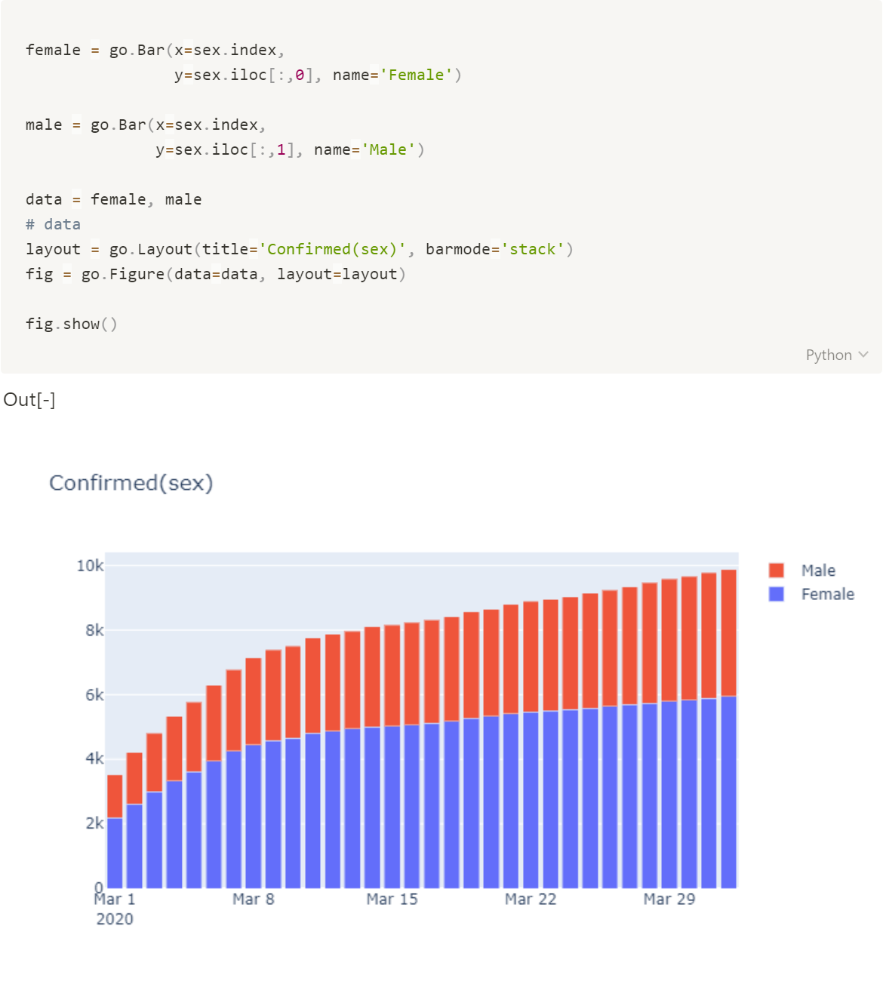 female = go.Bar(x=sex.index,
                y=sex.iloc[:,0], name='Female')
male = go.Bar(x=sex.index,
              y=sex.iloc[:,1], name='Male')
data = female, male
# data
layout = go.Layout(title='Confirmed(sex)', barmode='stack')
fig = go.Figure(data=data, layout=layout)
fig.show()
Python
Out[-]
Confirmed(sex)
10k
8k
6k
4k
2k
0
Male
Female
Mar 1 Mar 8 Mar 15 Mar 22 Mar 29
2020